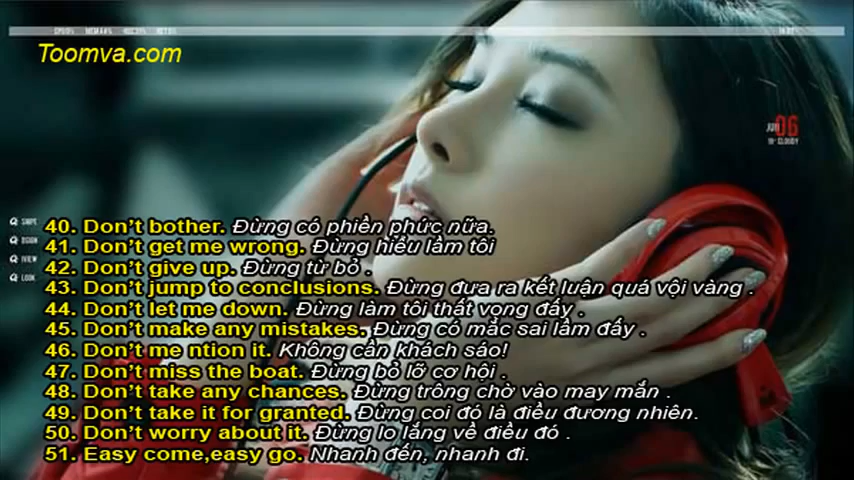 Toomva.com
JUN 06
CLOUDY
40. Don't bother. Đừng có phiền phức nữa.
41. Don't get me wrong. Đừng hiểu lầm tôi
42. Don't give up. Đừng từ bỏ .
43. Don't jump to conclusions. Đừng đưa ra kết luận quá vội vàng .
44. Don't let me down. Đừng làm tôi thất vọng đấy .
45. Don't make any mistakes. Đừng có mắc sai lầm đấy .
46. Don't me ntion it. Không cần khách sáo!
47. Don't miss the boat. Đừng bỏ lỡ cơ hội .
48. Don't take any chances. Đừng trông chờ vào may mắn .
49. Don't take it for granted. Đừng coi đó là điều đương nhiên.
50. Don't worry about it. Đừng lo lắng về điều đó .
51. Easy come,easy go. Nhanh đến, nhanh đi.